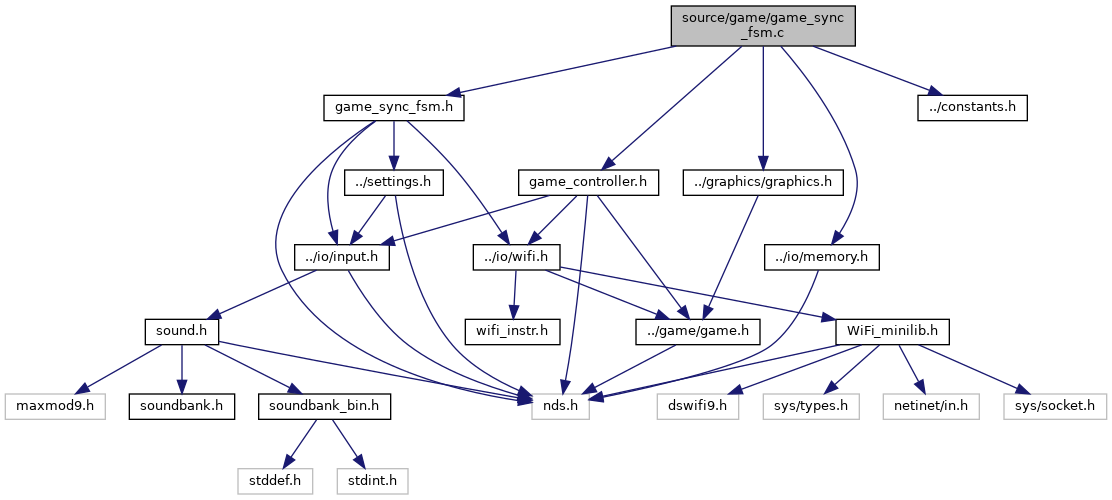 source/game/game_sync
_fsm.c
game_sync_fsm.h
../constants.h
../settings.h
game_controller.h
../graphics/graphics.h
../io/input.h
../io/wifi.h
../io/memory.h
sound.h
wifi_instr.h
../game/game.h
WiFi_minilib.h
maxmod9.h
soundbank.h
soundbank_bin.h
nds.h
dswifi9.h
sys/types.h
netinet/in.h
sys/socket.h
stddef.h
stdint.h